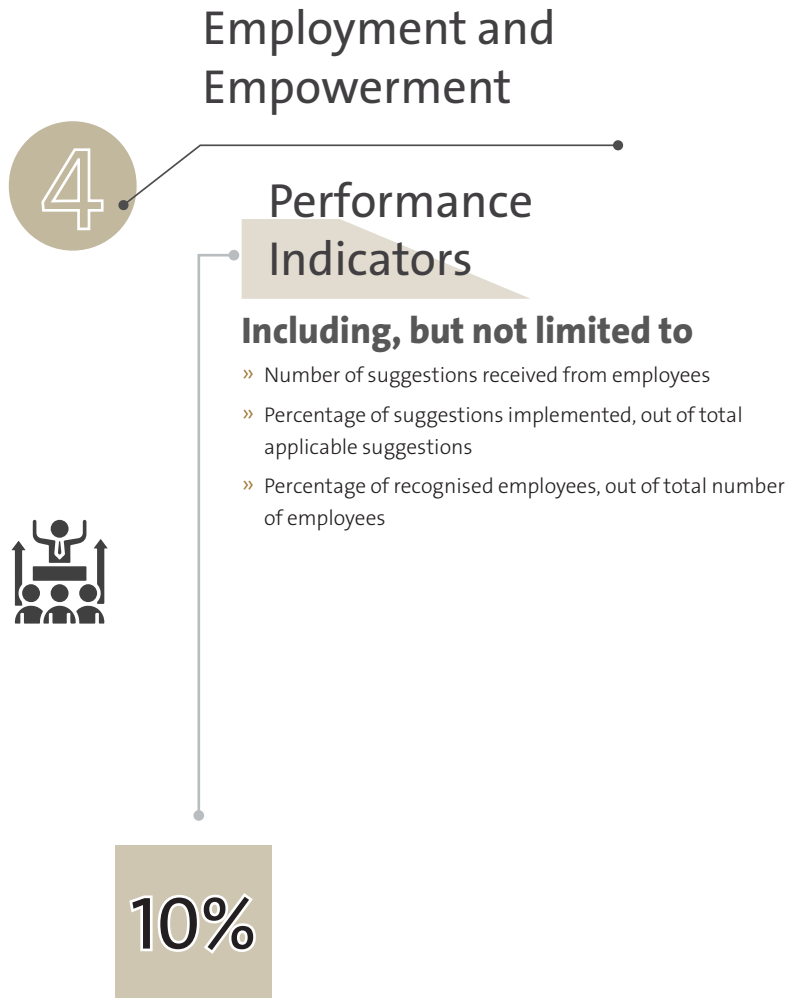 Employment and
Empowerment
4
Performance
Indicators
Including, but not limited to
» Number of suggestions received from employees
» Percentage of suggestions implemented, out of total
applicable suggestions
» Percentage of recognised employees, out of total number
of employees
10%